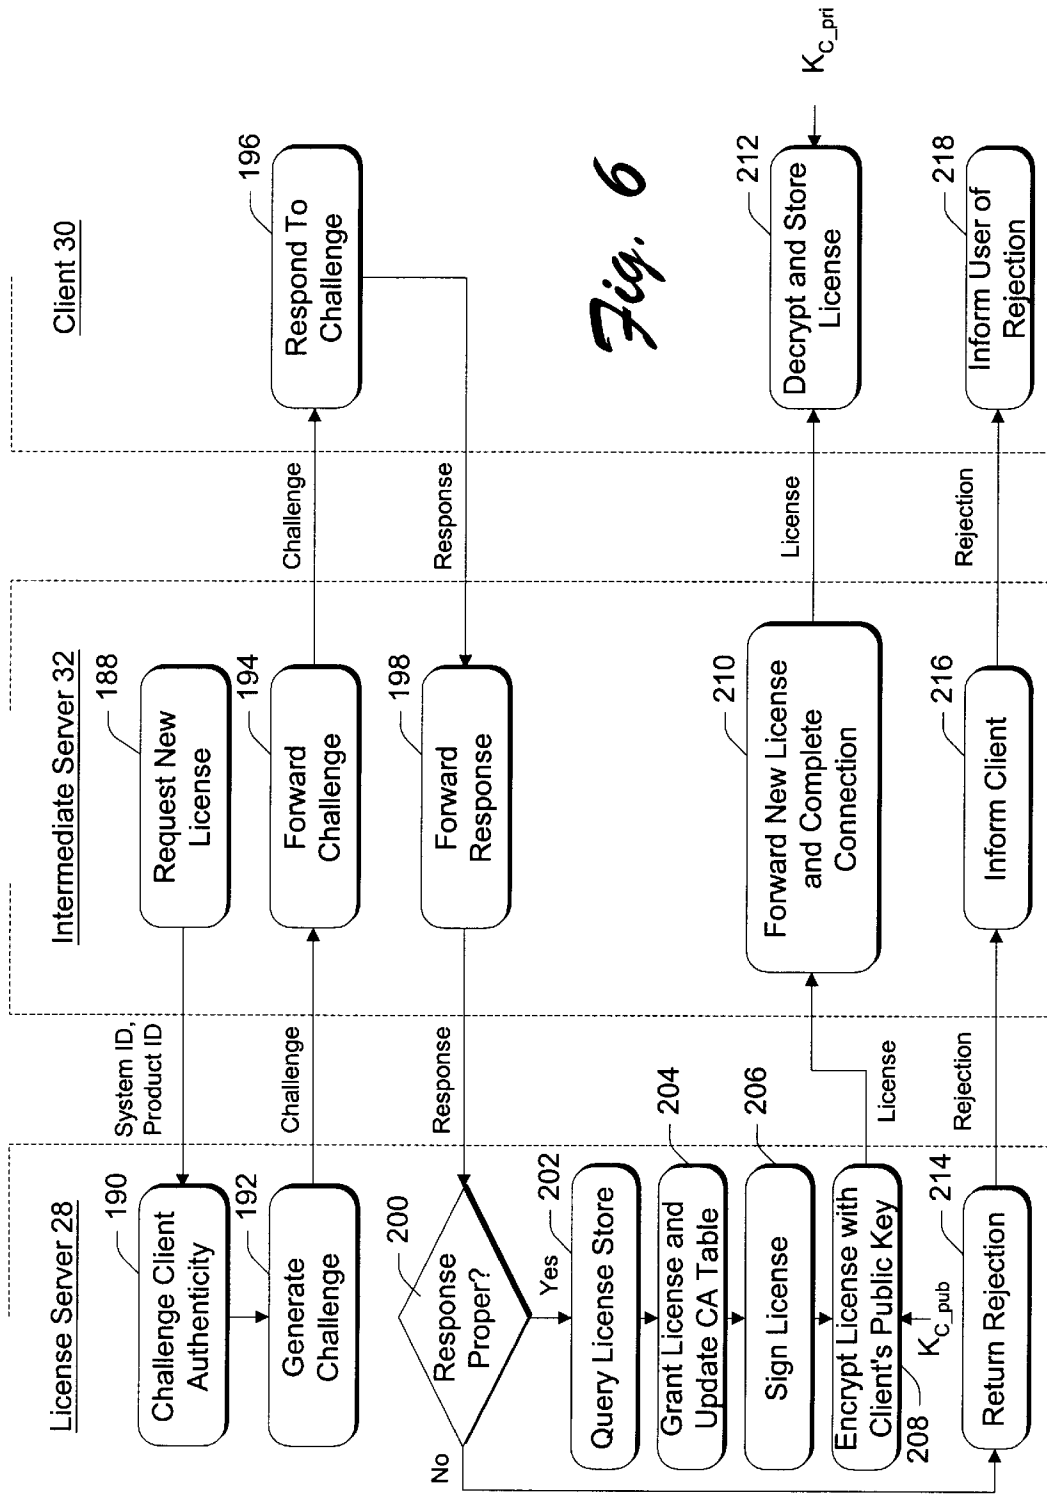 License Server 28
Intermediate Server 32
Client 30
190
Challenge Client
Authenticity
System ID,
Product ID
188
Request New
License
192
Generate
Challenge
Challenge
194
Forward
Challenge
Challenge
196
Respond To
Challenge
200
Response
Proper?
Response
198
Forward
Response
Response
No
Yes
202
Query License Store
Fig. 6
204
Grant License and
Update CA Table
206
Sign License
Encrypt License with
Client's Public Key
208
K_{C_pub}
License
210
Forward New License
and Complete
Connection
License
212
Decrypt and Store
License
K_{C_pri}
214
Return Rejection
Rejection
216
Inform Client
Rejection
218
Inform User of
Rejection